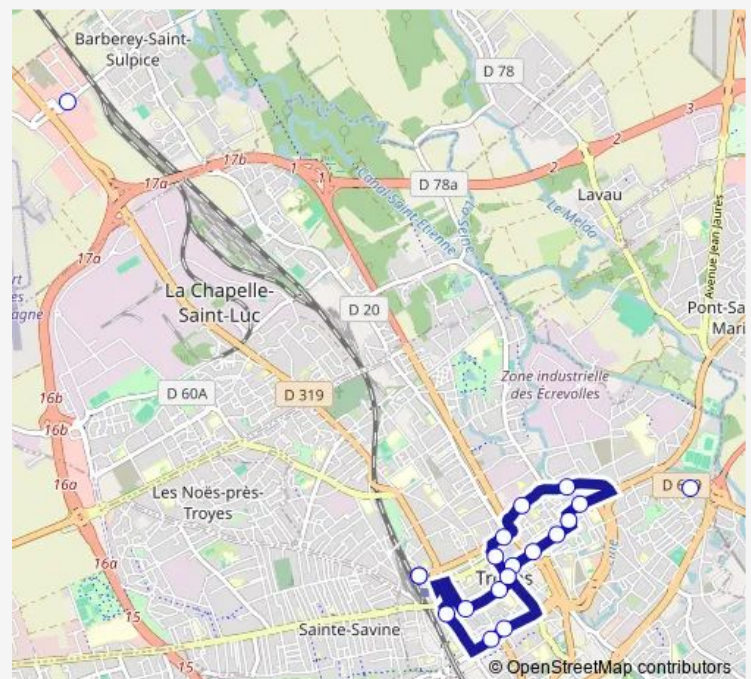 Barberey-Saint-
Sulpice
D 78
17b
1
1
2
3
17a
D 78a
2
Canal Saint-Etienne
Seine
Lavau
Le Melda
17a
Avenue Jean Jaurès
La Chapelle-
Saint-Luc
D 20
Pont-Sa
Mari
Zone industrielle
des Écrevolles
D 60A
D 319
16b
16b
16a
Les Noës-près-
Troyes
16a
15
Sainte-Savine
15
© OpenStreetMap contributors